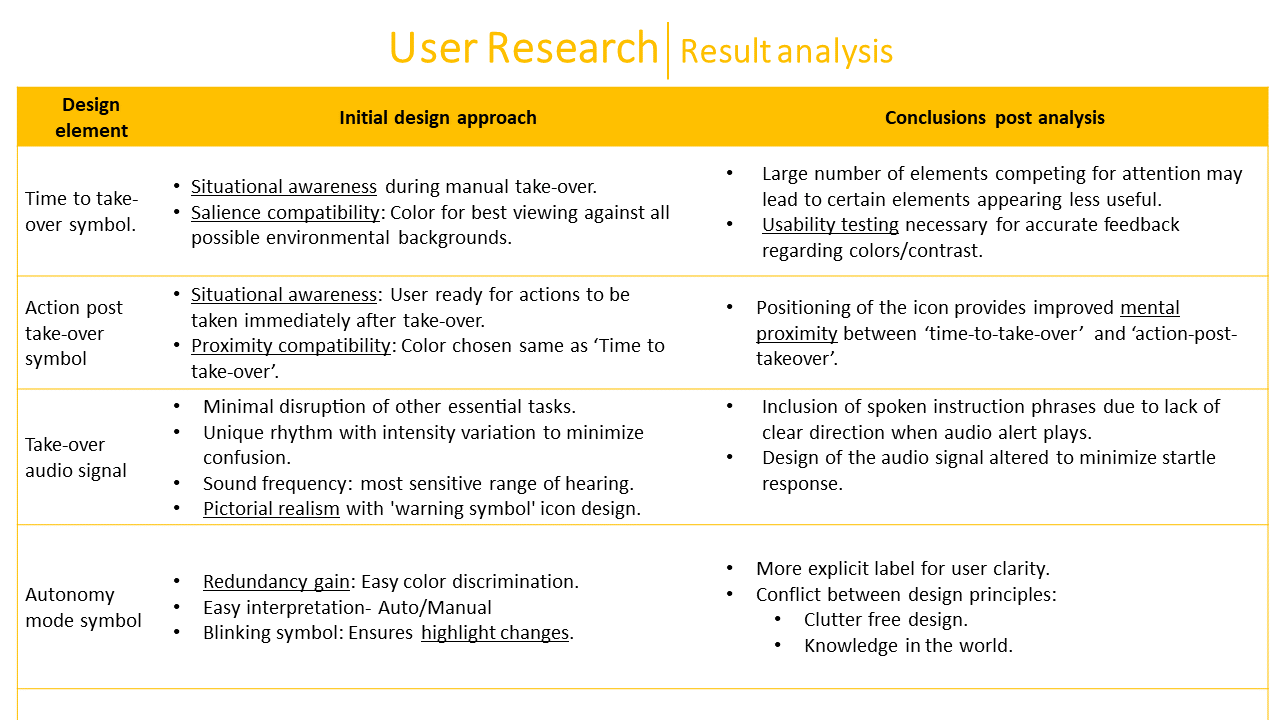 User Research
Result analysis
Design
element
Initial design approach
Conclusions post analysis
Time to take-
over symbol.
• Situational awareness during manual take-over.
• Salience compatibility: Color for best viewing against all
possible environmental backgrounds.
• Large number of elements competing for attention may
lead to certain elements appearing less useful.
• Usability testing necessary for accurate feedback
regarding colors/contrast.
Action post
take-over
symbol
• Situational awareness: User ready for actions to be
taken immediately after take-over.
• Proximity compatibility: Color chosen same as ‘Time to
take-over’.
• Positioning of the icon provides improved mental
proximity between ‘time-to-take-over’ and ‘action-post-
takeover’.
Take-over
audio signal
• Minimal disruption of other essential tasks.
• Unique rhythm with intensity variation to minimize
confusion.
• Sound frequency: most sensitive range of hearing.
• Pictorial realism with 'warning symbol' icon design.
• Inclusion of spoken instruction phrases due to lack of
clear direction when audio alert plays.
• Design of the audio signal altered to minimize startle
response.
Autonomy
mode symbol
• Redundancy gain: Easy color discrimination.
• Easy interpretation- Auto/Manual
• Blinking symbol: Ensures highlight changes.
• More explicit label for user clarity.
• Conflict between design principles:
• Clutter free design.
• Knowledge in the world.